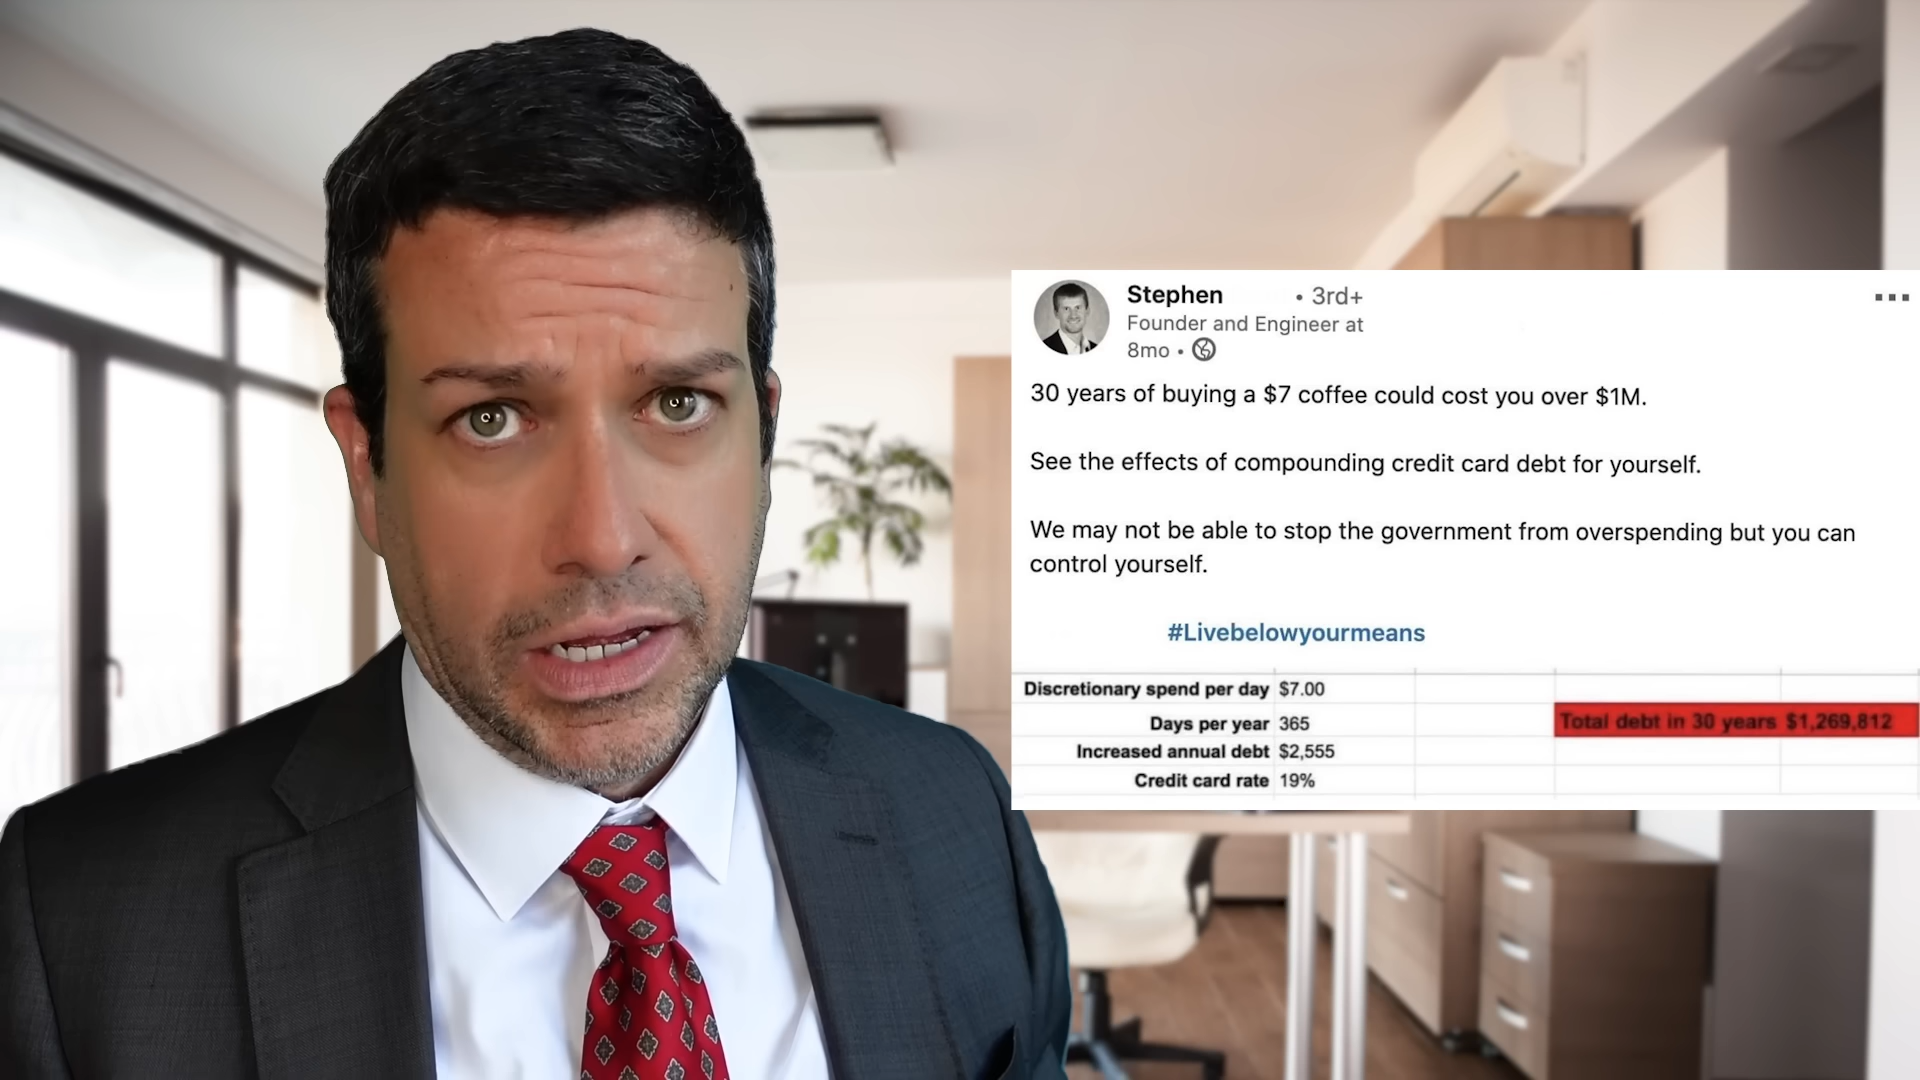 Stephen • 3rd+
Founder and Engineer at
8mo •
30 years of buying a $7 coffee could cost you over $1M.
See the effects of compounding credit card debt for yourself.
We may not be able to stop the government from overspending but you can
control yourself.
#Livebelowyourmeans
Discretionary spend per day $7.00
Days per year 365
Total debt in 30 years $1,269,812
Increased annual debt $2,555
Credit card rate 19%